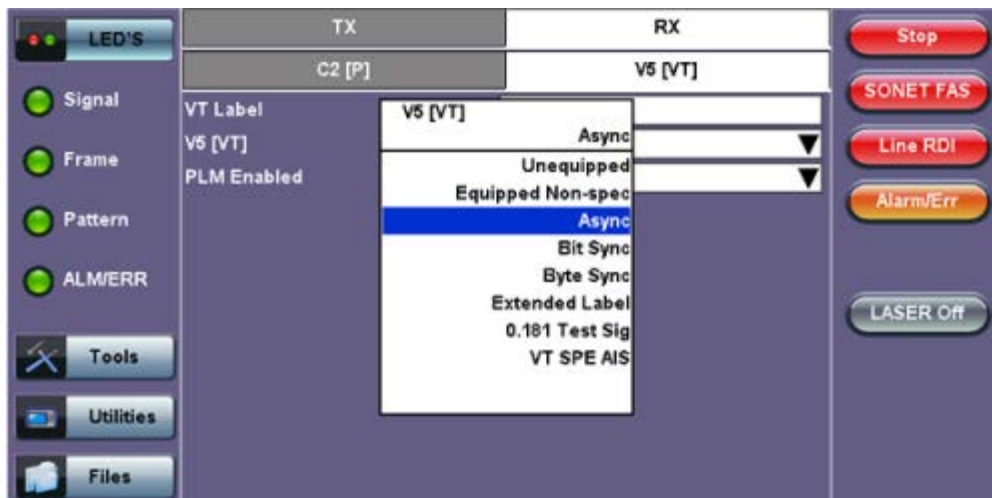 LED'S
Signal
Frame
Pattern
ALM/ERR
Tools
Utilities
Files
TX
RX
C2 [P]
V5 [VT]
VT Label
V5 [VT]
PLM Enabled
V5 [VT]
Async
Unequipped
Equipped Non-spec
Async
Bit Sync
Byte Sync
Extended Label
0.181 Test Sig
VT SPE AIS
Stop
SONET FAS
Line RDI
Alarm/Err
LASER Off